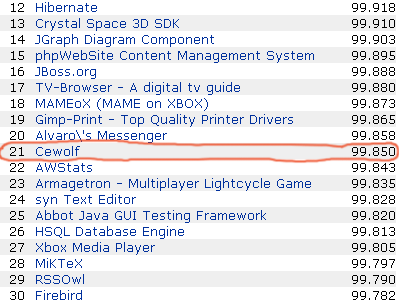 12 Hibernate 99.918
13 Crystal Space 3D SDK 99.910
14 JGraph Diagram Component 99.903
15 phpWebSite Content Management System 99.895
16 JBoss.org 99.888
17 TV-Browser - A digital tv guide 99.880
18 MAMEoX (MAME on XBOX) 99.873
19 Gimp-Print - Top Quality Printer Drivers 99.865
20 Alvaro\'s Messenger 99.858
21 Cewolf 99.850
22 AWStats 99.843
23 Armagetron - Multiplayer Lightcycle Game 99.835
24 syn Text Editor 99.828
25 Abbot Java GUI Testing Framework 99.820
26 HSQL Database Engine 99.813
27 Xbox Media Player 99.805
28 MiKTeX 99.797
29 RSSOwl 99.790
30 Firebird 99.782